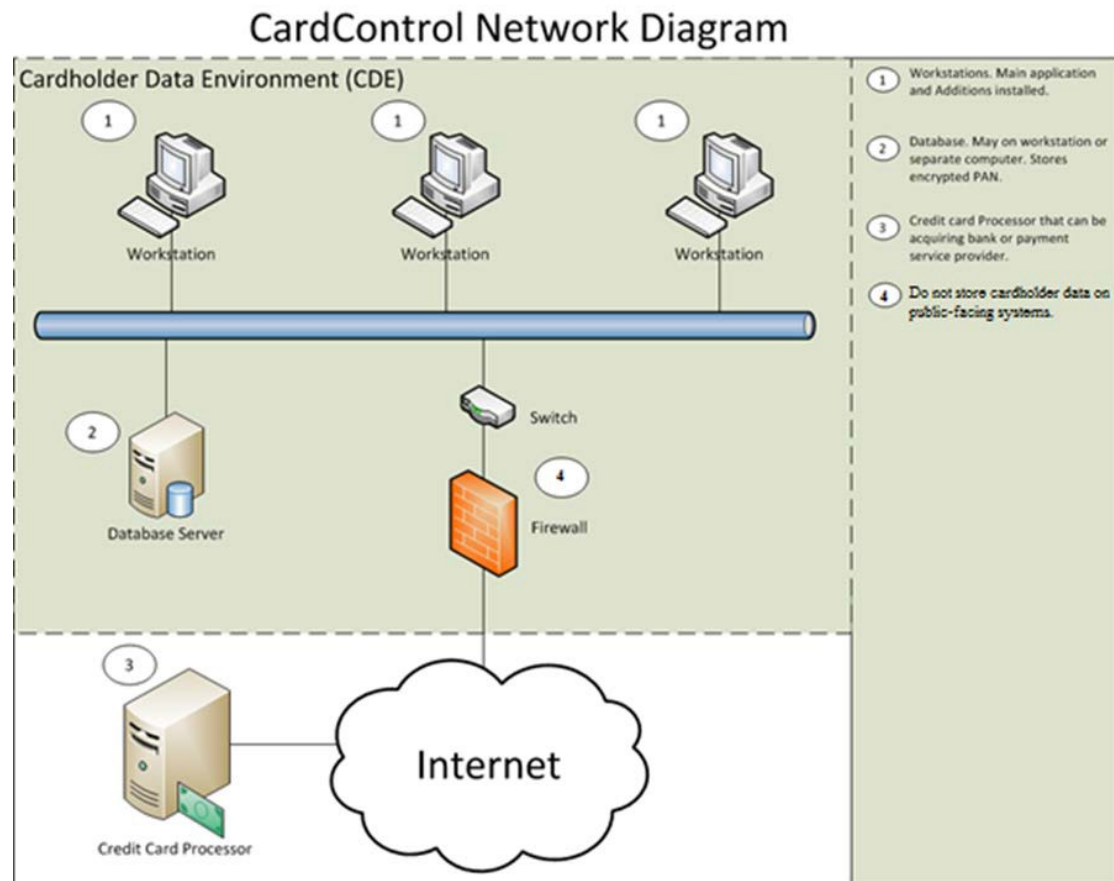 CardControl Network Diagram
Cardholder Data Environment (CDE)
1
1
1
Workstation
Workstation
Workstation
2
Database Server
Switch
4
Firewall
3
Credit Card Processor
Internet
1 Workstations. Main application
and Additions installed.
2 Database. May on workstation or
separate computer. Stores
encrypted PAN.
3 Credit card Processor that can be
acquiring bank or payment
service provider.
4 Do not store cardholder data on
public-facing systems.